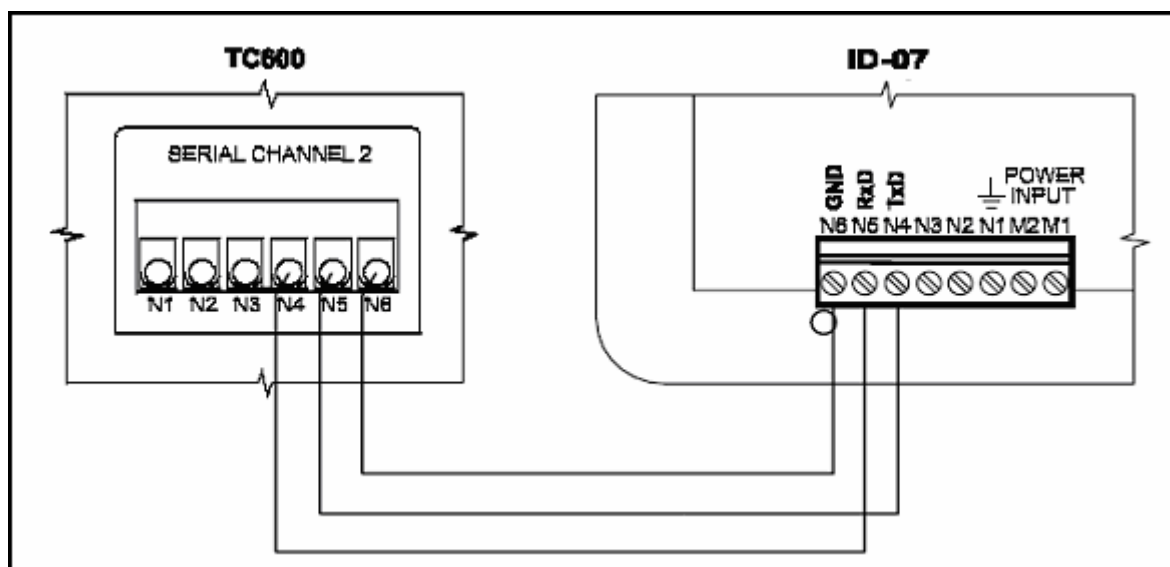 TC600
ID-07
SERIAL CHANNEL 2
N1 N2 N3 N4 N5 N6
GND RxD TxD
POWER
INPUT
N6 N5 N4 N3 N2 N1 M2 M1